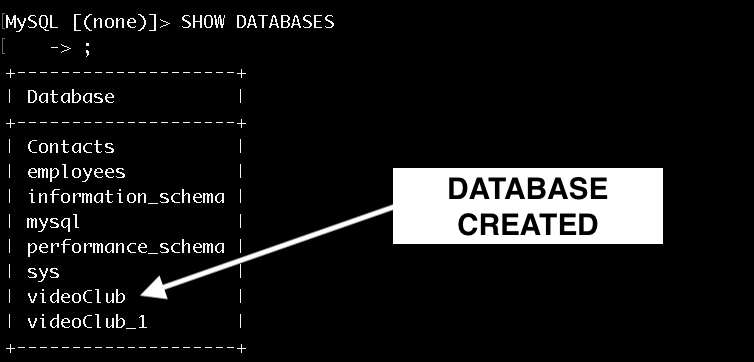 MySQL [(none)]> SHOW DATABASES
-> ;
+--------------------+
| Database           |
+--------------------+
| Contacts           |
| employees          |
| information_schema |
| mysql              |
| performance_schema |
| sys                |
| videoClub          |
| videoClub_1        |
+--------------------+
DATABASE
CREATED